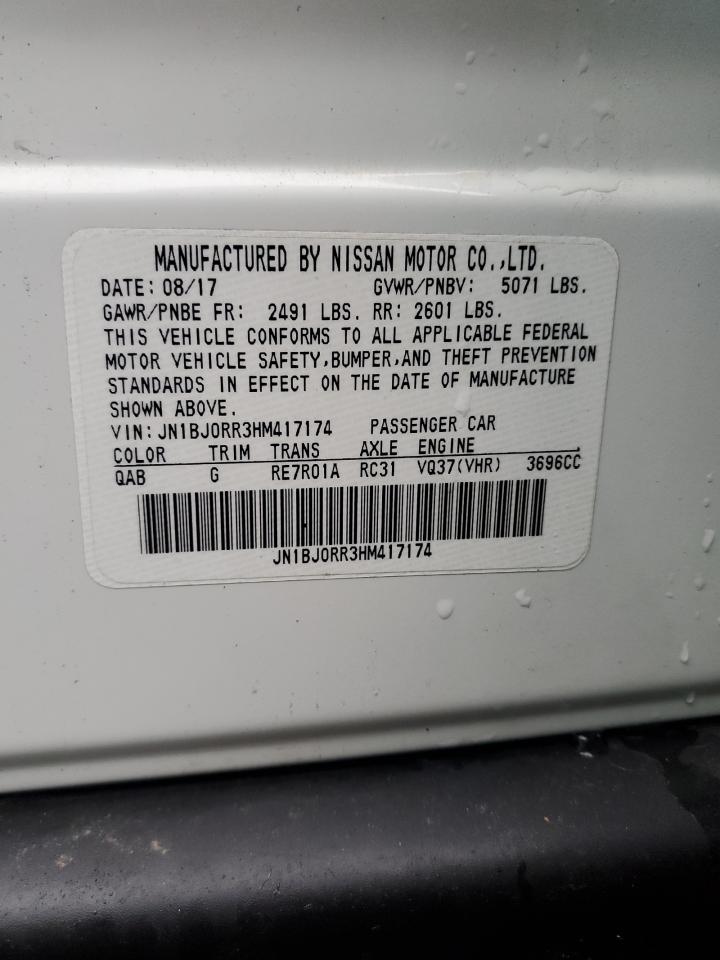 MANUFACTURED BY NISSAN MOTOR CO.,LTD.
DATE: 08/17 GVWR/PNBV: 5071 LBS.
GAWR/PNBE FR: 2491 LBS. RR: 2601 LBS.
THIS VEHICLE CONFORMS TO ALL APPLICABLE FEDERAL
MOTOR VEHICLE SAFETY,BUMPER,AND THEFT PREVENTION
STANDARDS IN EFFECT ON THE DATE OF MANUFACTURE
SHOWN ABOVE.
VIN: JN1BJ0RR3HM417174 PASSENGER CAR
COLOR TRIM TRANS AXLE ENGINE
QAB G RE7R01A RC31 VQ37(VHR) 3696CC
JN1BJ0RR3HM417174